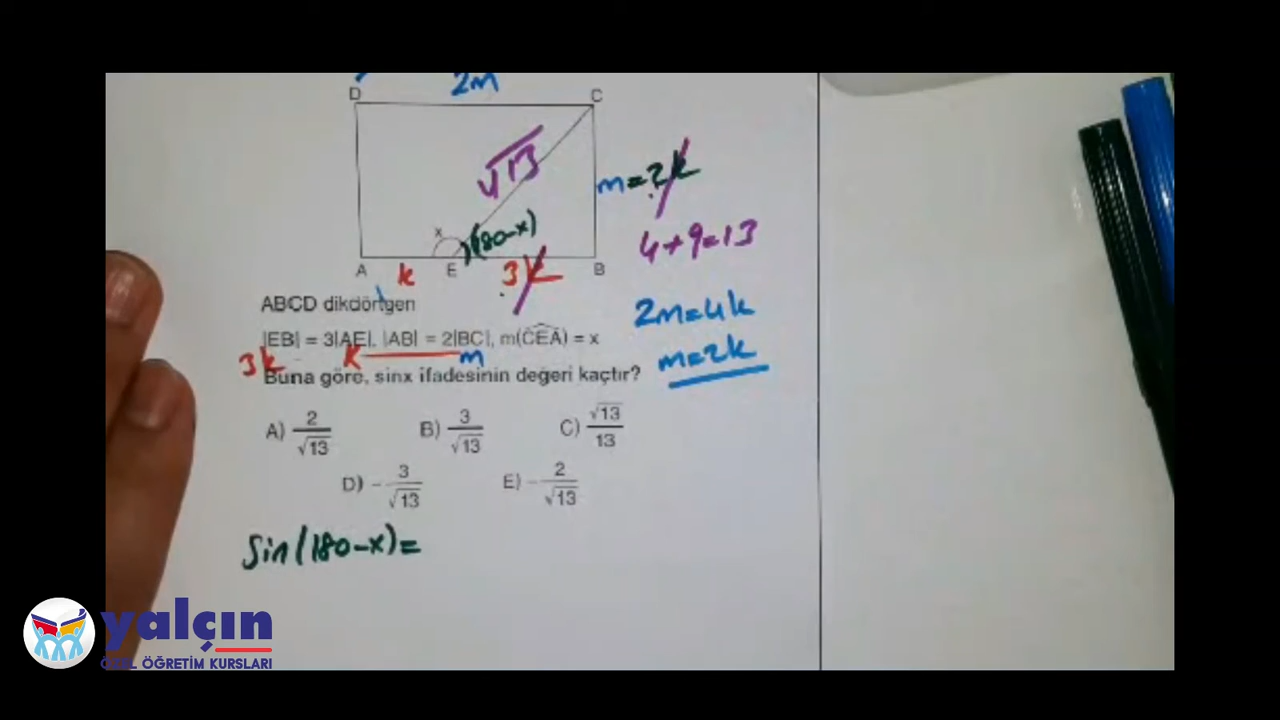 2m
D
C
√13
m=2k
x
(180-x)
4+9=13
A
k
E
3k
B
ABCD dikdörtgen
2m=4k
|EB| = 3|AE|, |AB| = 2|BC|, m(CEA) = x
3k
k
m
m=2k
Buna göre, sinx ifadesinin değeri kaçtır?
A) 2/√13 B) 3/√13 C) √13/13
D) -3/√13 E) -2/√13
Sin(180-x)=
yalçın
ÖZEL ÖĞRETİM KURSLARI